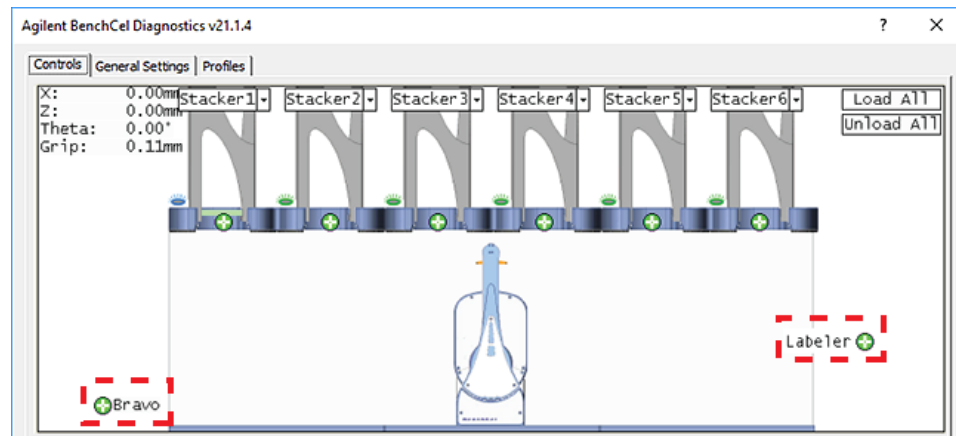 Agilent BenchCel Diagnostics v21.1.4 ? ×
Controls General Settings Profiles
X: 0.00mm
Z: 0.00mm
Theta: 0.00°
Grip: 0.11mm
Stacker1 Stacker2 Stacker3 Stacker4 Stacker5 Stacker6
Load All
Unload All
Labeler
Bravo